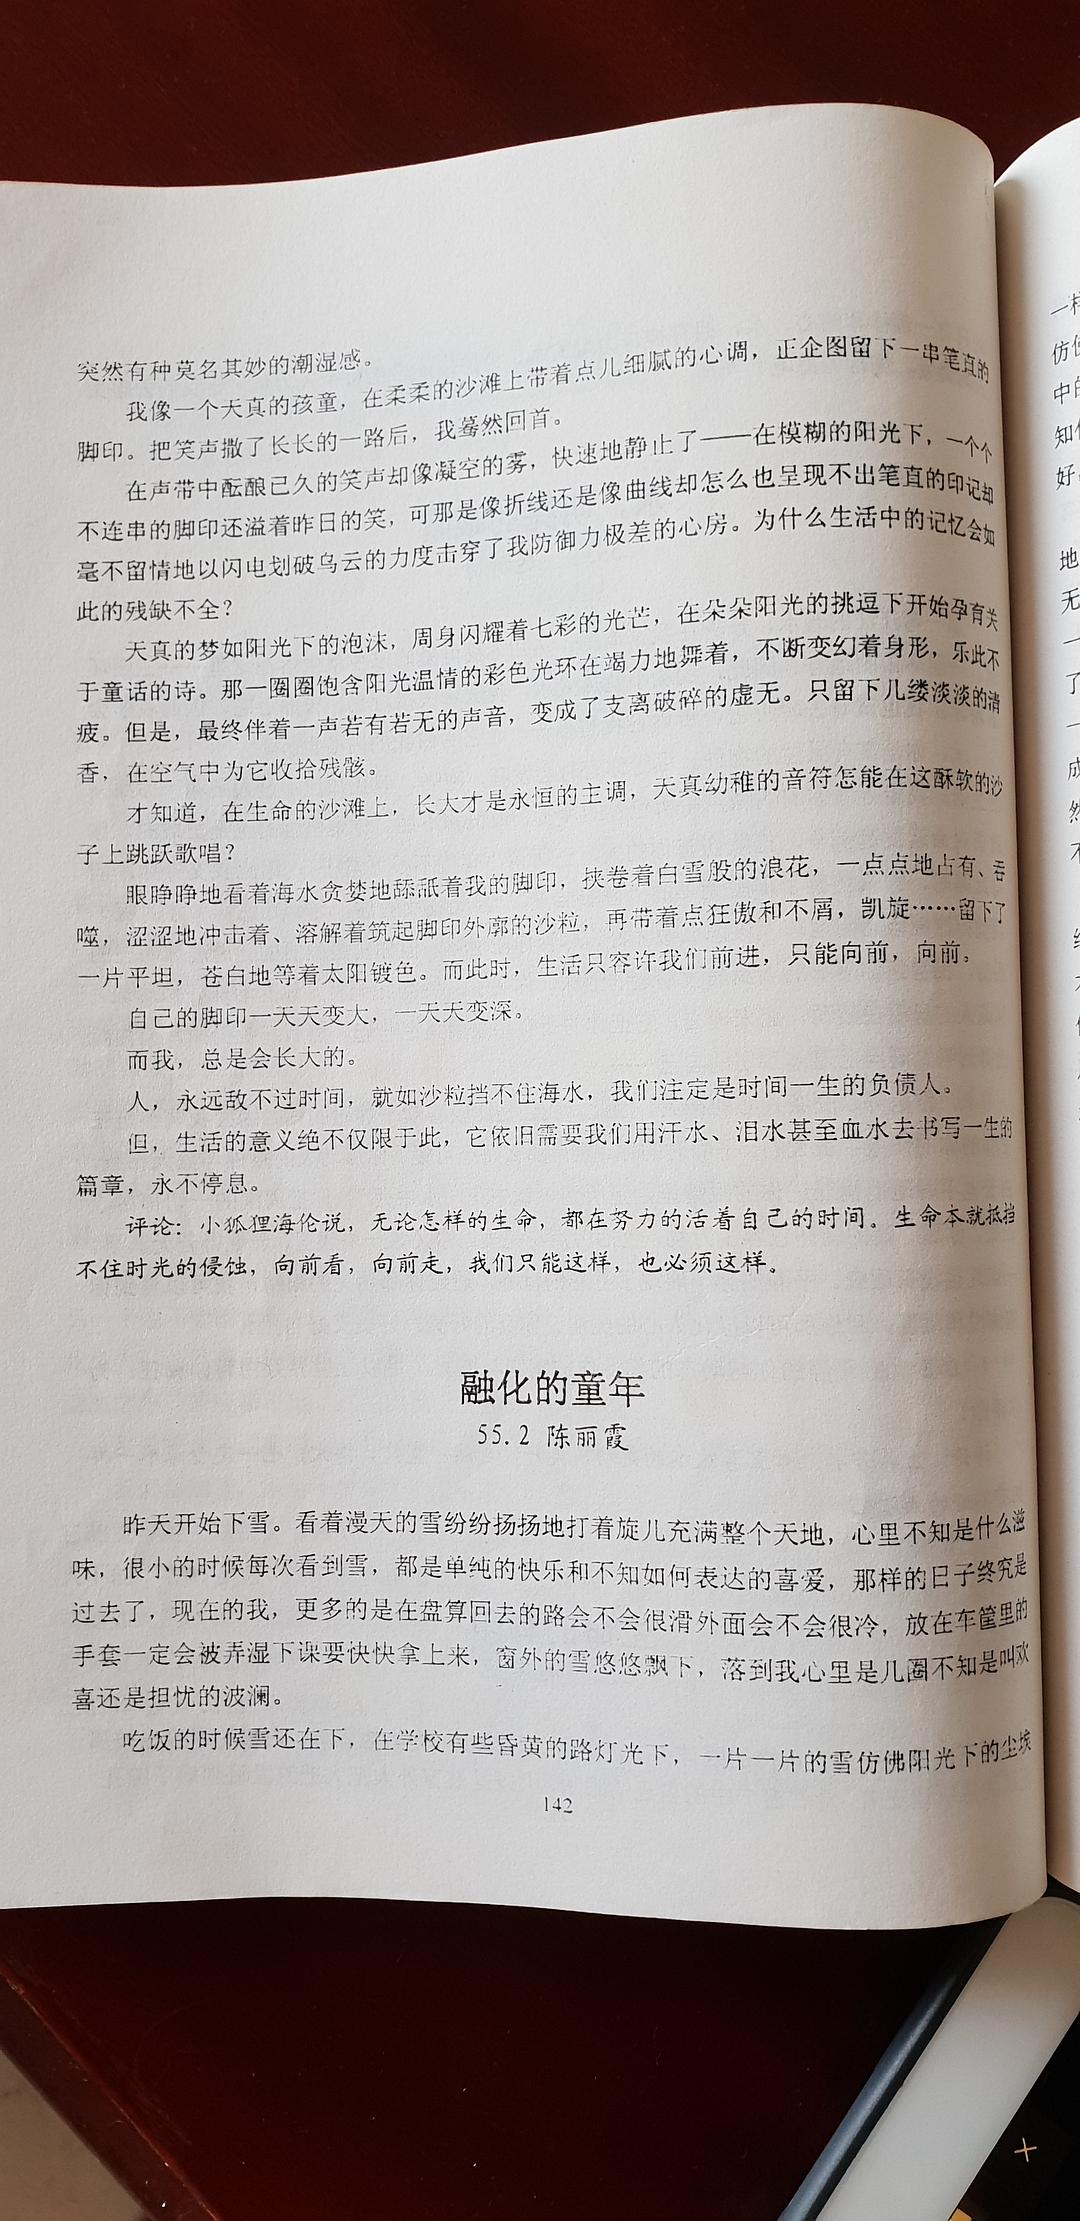 突然有种莫名其妙的潮湿感。
我像一个天真的孩童，在柔柔的沙滩上带着点儿细腻的心调，正企图留下一串笔直的
脚印。把笑声撒了长长的一路后，我蓦然回首。
在声带中酝酿已久的笑声却像凝空的雾，快速地静止了——在模糊的阳光下，一个个
不连串的脚印还溢着昨日的笑，可那是像折线还是像曲线却怎么也呈现不出笔直的印记却
毫不留情地以闪电划破乌云的力度击穿了我防御力极差的心房。为什么生活中的记忆会如
此的残缺不全？
天真的梦如阳光下的泡沫，周身闪耀着七彩的光芒，在朵朵阳光的挑逗下开始孕育关
于童话的诗。那一圈圈饱含阳光温情的彩色光环在竭力地舞着，不断变幻着身形，乐此不
疲。但是，最终伴着一声若有若无的声音，变成了支离破碎的虚无。只留下几缕淡淡的清
香，在空气中为它收拾残骸。
才知道，在生命的沙滩上，长大才是永恒的主调，天真幼稚的音符怎能在这酥软的沙
子上跳跃歌唱？
眼睁睁地看着海水贪婪地舔舐着我的脚印，挟卷着白雪般的浪花，一点点地占有、吞
噬，涩涩地冲击着、溶解着筑起脚印外廓的沙粒，再带着点狂傲和不屑，凯旋……留下了
一片平坦，苍白地等着太阳镀色。而此时，生活只容许我们前进，只能向前，向前。
自己的脚印一天天变大，一天天变深。
而我，总是会长大的。
人，永远敌不过时间，就如沙粒挡不住海水，我们注定是时间一生的负债人。
但，生活的意义绝不仅限于此，它依旧需要我们用汗水、泪水甚至血水去书写一生的
篇章，永不停息。
评论：小狐狸海伦说，无论怎样的生命，都在努力的活着自己的时间。生命本就抵挡
不住时光的侵蚀，向前看，向前走，我们只能这样，也必须这样。
融化的童年
55.2 陈丽霞
昨天开始下雪。看着漫天的雪纷纷扬扬地打着旋儿充满整个天地，心里不知是什么滋
味，很小的时候每次看到雪，都是单纯的快乐和不知如何表达的喜爱，那样的日子终究是
过去了，现在的我，更多的是在盘算回去的路会不会很滑外面会不会很冷，放在车筐里的
手套一定会被弄湿下课要快快拿上来，窗外的雪悠悠飘下，落到我心里是几圈不知是叫欢
喜还是担忧的波澜。
吃饭的时候雪还在下，在学校有些昏黄的路灯光下，一片一片的雪仿佛阳光下的尘埃
142